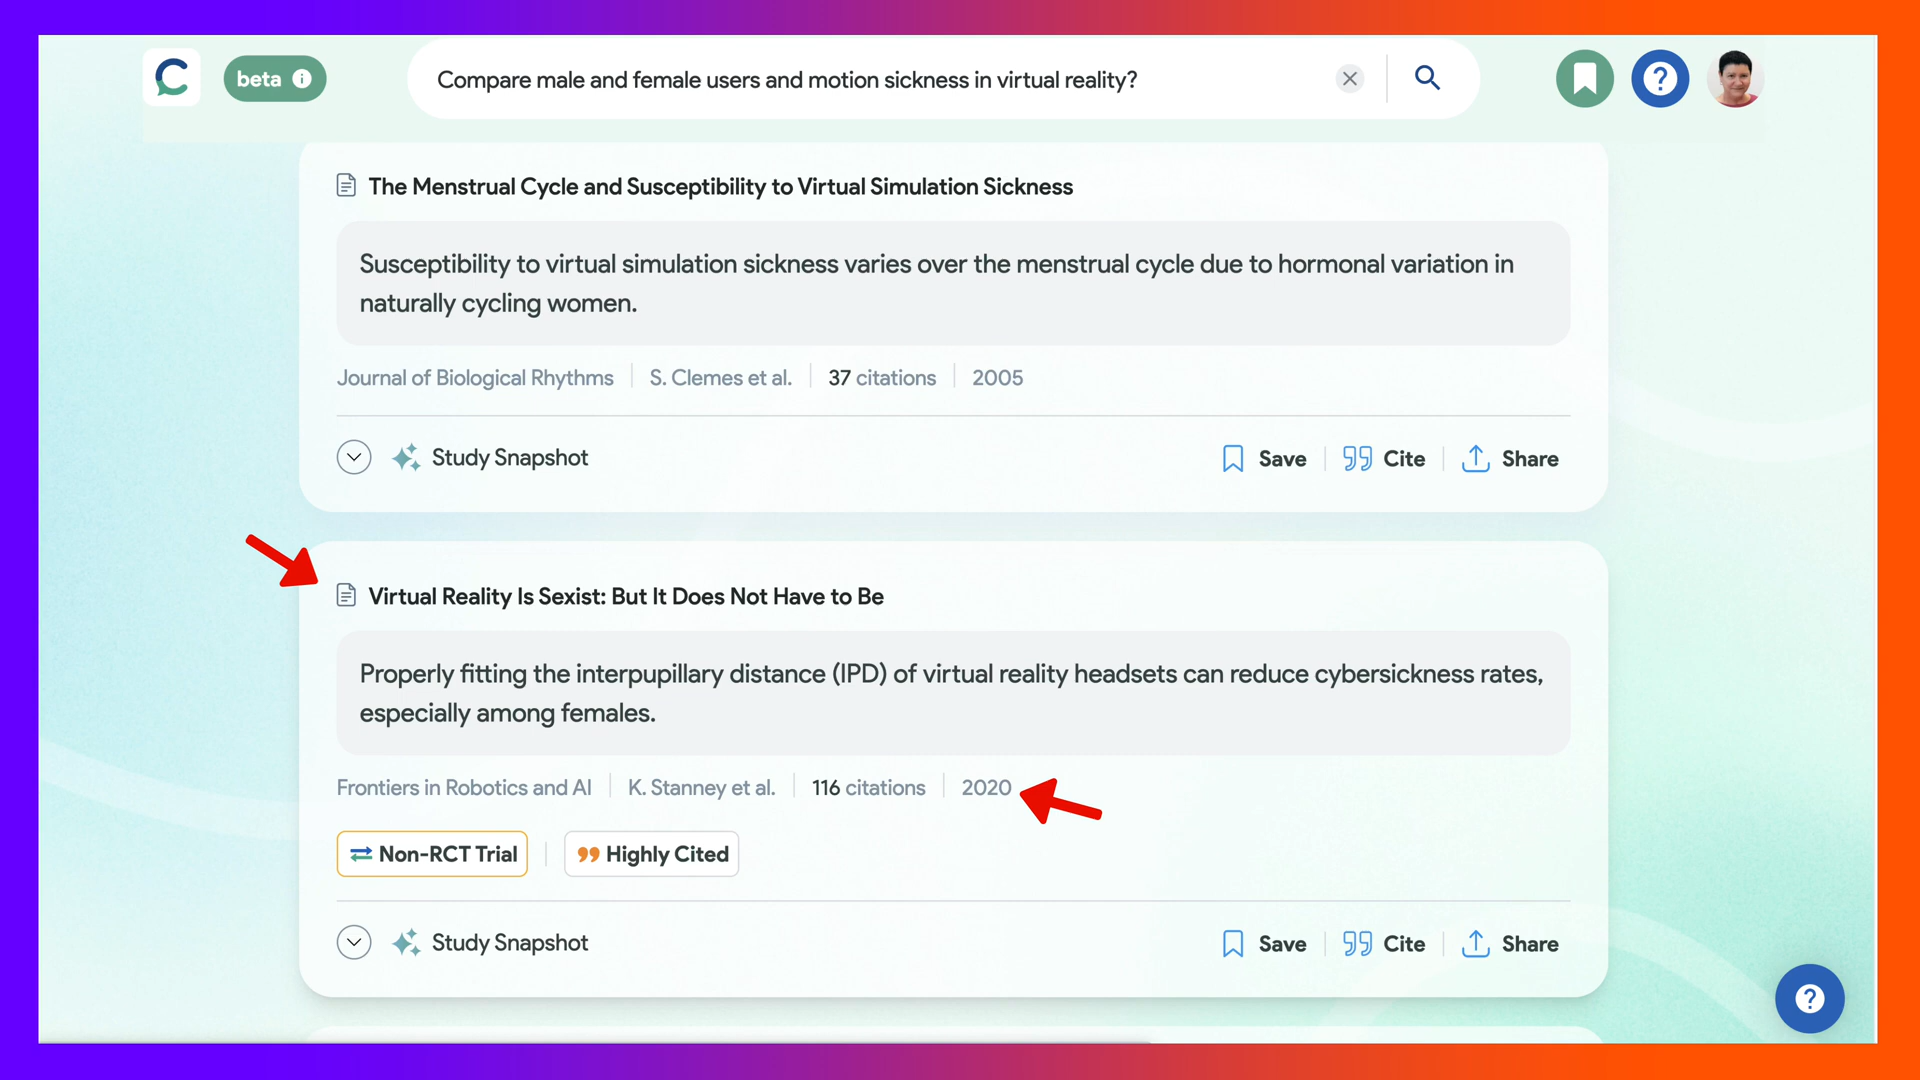 beta
Compare male and female users and motion sickness in virtual reality?
The Menstrual Cycle and Susceptibility to Virtual Simulation Sickness
Susceptibility to virtual simulation sickness varies over the menstrual cycle due to hormonal variation in
naturally cycling women.
Journal of Biological Rhythms S. Clemes et al. 37 citations 2005
Study Snapshot Save Cite Share
Virtual Reality Is Sexist: But It Does Not Have to Be
Properly fitting the interpupillary distance (IPD) of virtual reality headsets can reduce cybersickness rates,
especially among females.
Frontiers in Robotics and AI K. Stanney et al. 116 citations 2020
Non-RCT Trial Highly Cited
Study Snapshot Save Cite Share